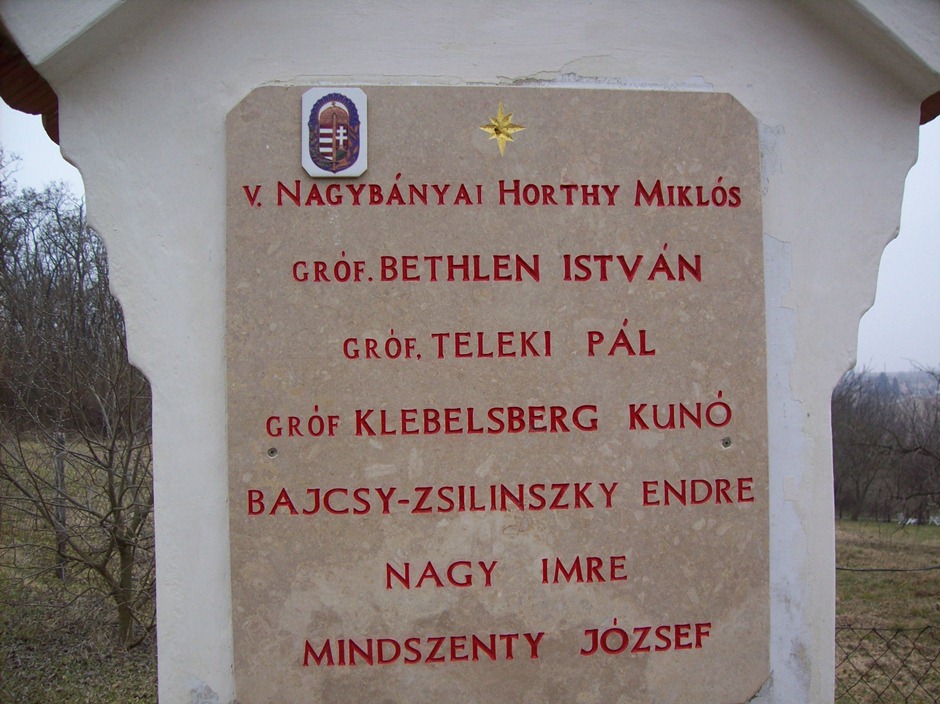 v. Nagybányai Horthy Miklós
GRÓF. BETHLEN ISTVÁN
GRÓF. TELEKI PÁL
GRÓF KLEBELSBERG KUNÓ
BAJCSY-ZSILINSZKY ENDRE
NAGY IMRE
MINDSZENTY JÓZSEF